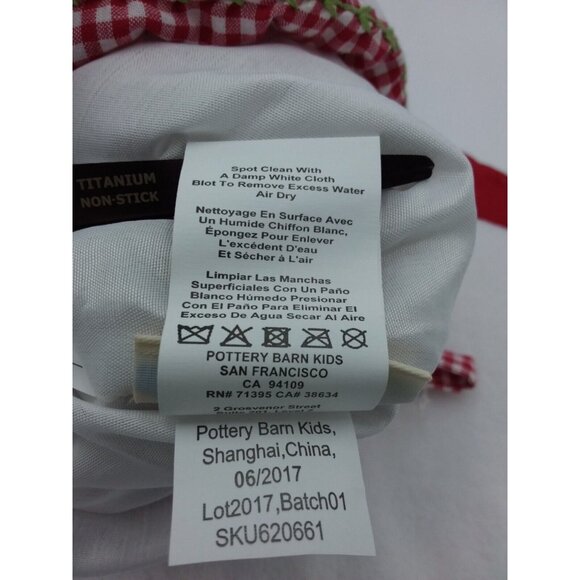 TITANIUM
NON-STICK
Spot Clean With
A Damp White Cloth
Blot To Remove Excess Water
Air Dry
Nettoyage En Surface Avec
Un Humide Chiffon Blanc,
Épongez Pour Enlever
L'excédent D'eau
Et Sécher à L'air
Limpiar Las Manchas
Superficiales Con Un Paño
Blanco Húmedo Presionar
Con El Paño Para Eliminar El
Exceso De Agua Secar Al Aire
POTTERY BARN KIDS
SAN FRANCISCO
CA 94109
RN# 71395 CA# 38634
2 Grosvenor Street
Pottery Barn Kids,
Shanghai,China,
06/2017
Lot2017,Batch01
SKU620661